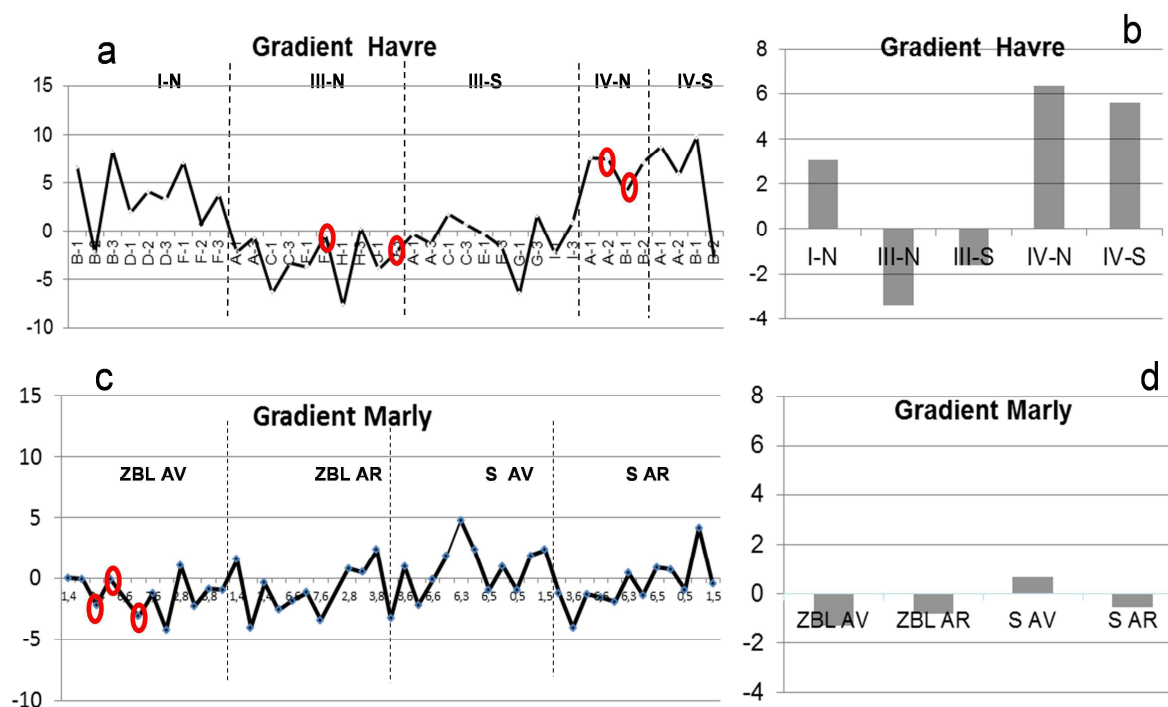 a
Gradient Havre
I-N III-N III-S IV-N IV-S
15
10
5
0
-5
-10
B-1 B-2 B-3 D-1 D-2 D-3 F-1 F-2 F-3 A-1 A-3 C-1 C-3 F-1 H-1 H-3 A-1 A-3 C-1 C-3 E-1 E-3 G-1 G-3 I-1 I-3 A-1 A-2 B-1 B-2 A-1 A-2 B-1 B-2
b
Gradient Havre
8
6
4
2
0
-2
-4
I-N III-N III-S IV-N IV-S
c
Gradient Marly
ZBL AV ZBL AR S AV S AR
15
10
5
0
-5
-10
1,4 6,6 7,6 2,8 3,8 1,4 7,4 7,6 2,8 3,8 3,6 6,6 6,3 6,5 0,5 1,5 3,6 6,6 6,3 6,5 0,5 1,5
d
Gradient Marly
8
6
4
2
0
-2
-4
ZBL AV ZBL AR S AV S AR